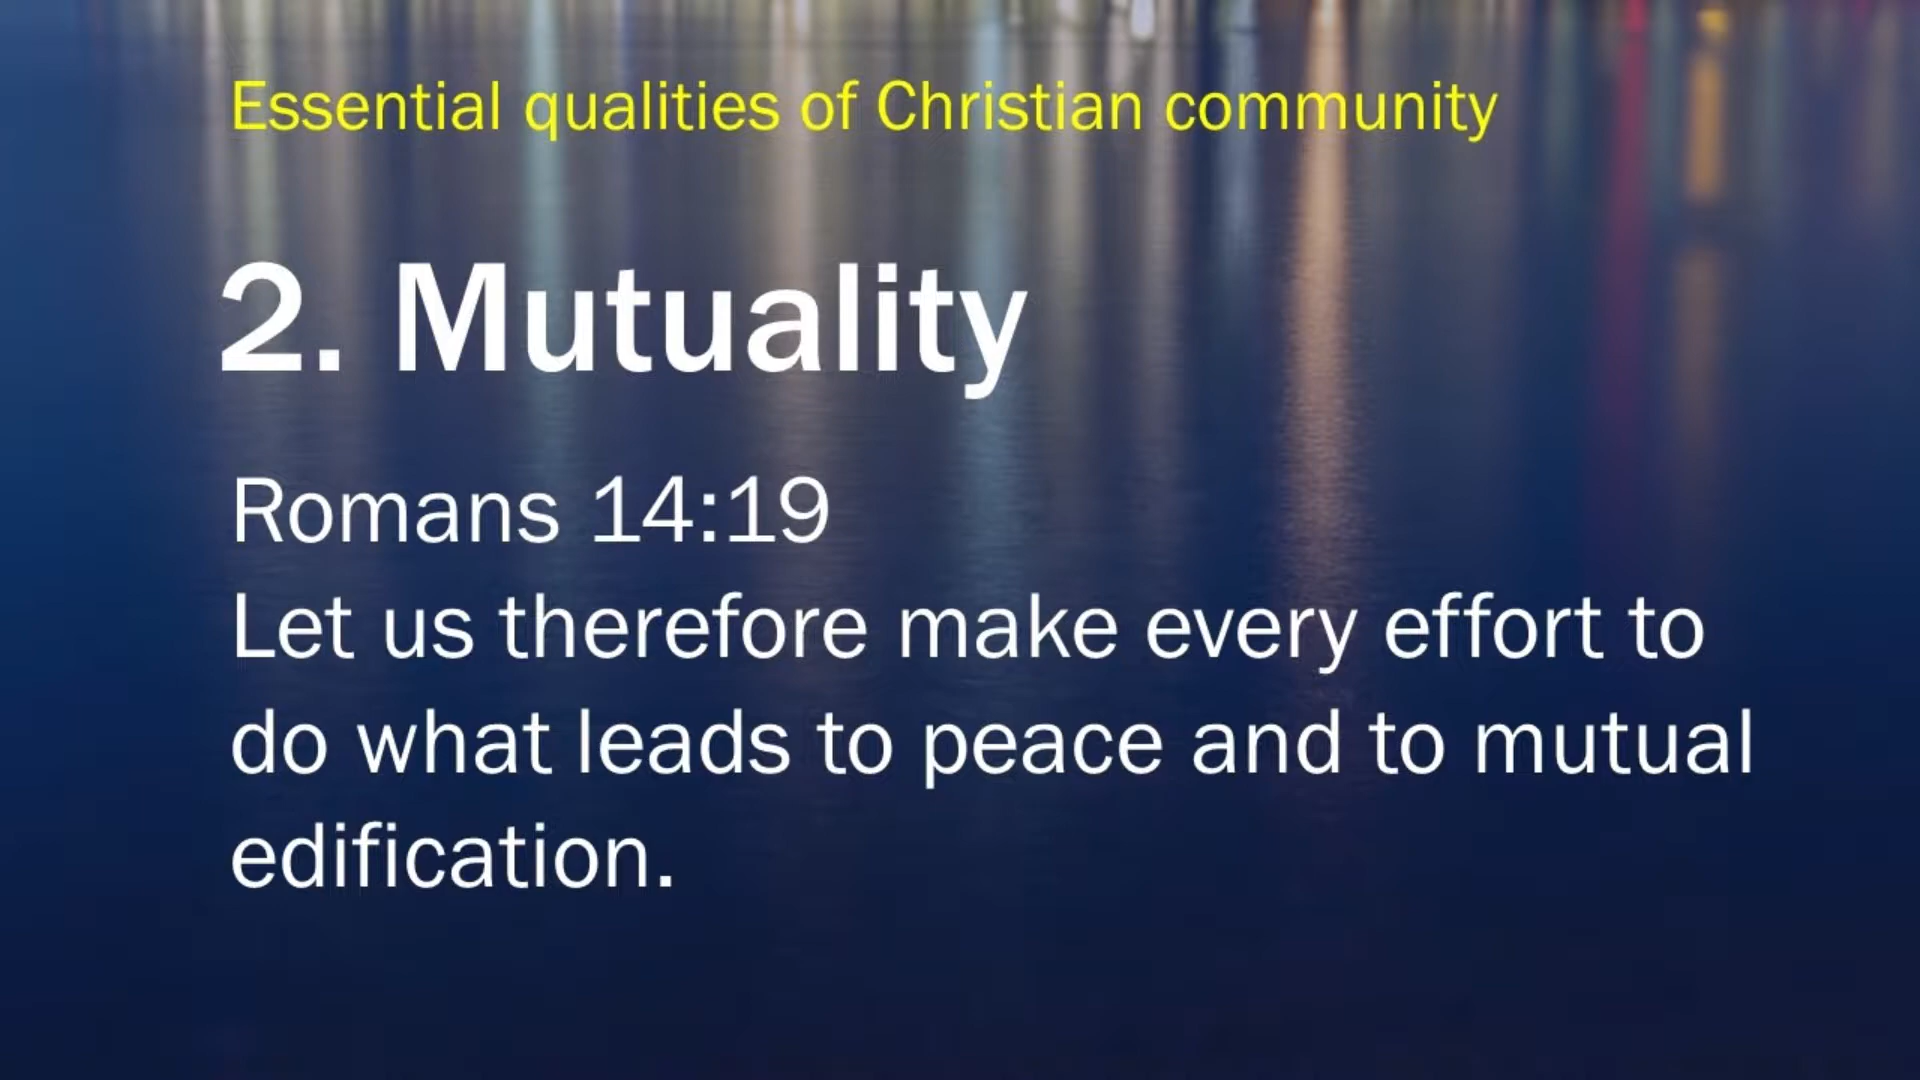 Essential qualities of Christian community
2. Mutuality
Romans 14:19
Let us therefore make every effort to
do what leads to peace and to mutual
edification.